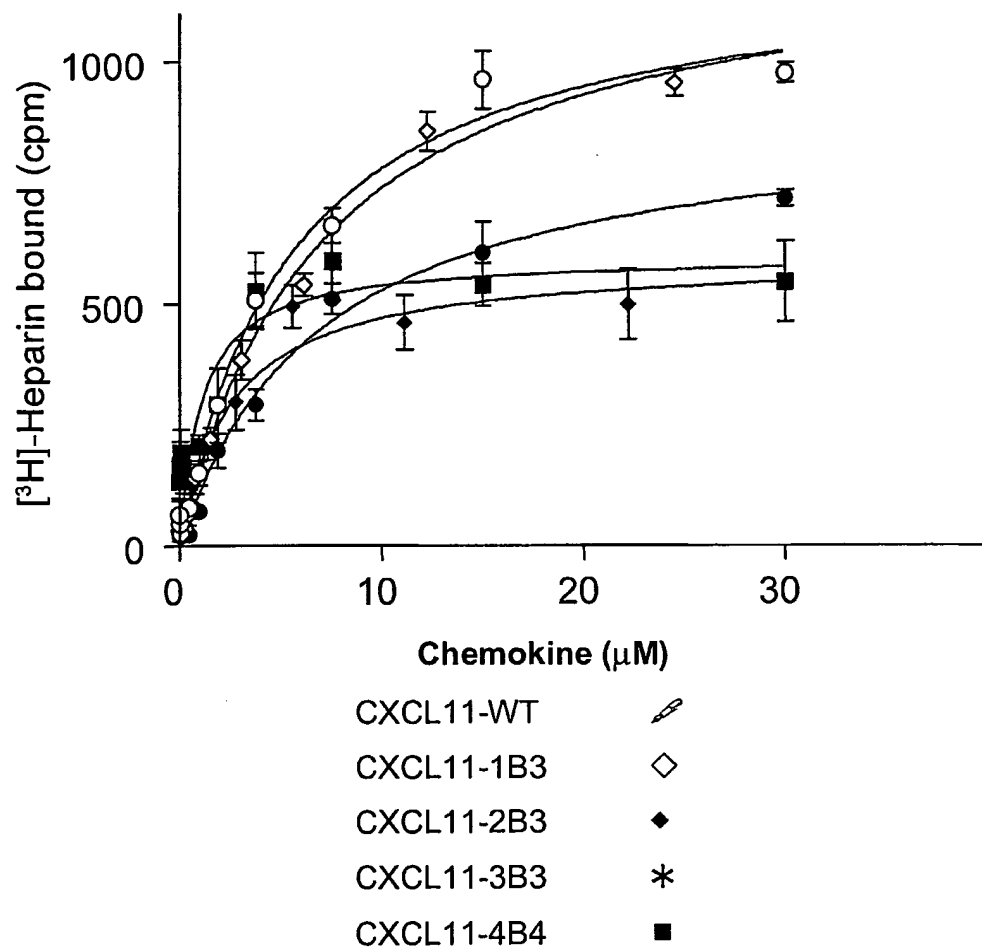 1000
500
0
[³H]-Heparin bound (cpm)
0 10 20 30
Chemokine (μM)
CXCL11-WT
CXCL11-1B3
CXCL11-2B3
CXCL11-3B3
CXCL11-4B4